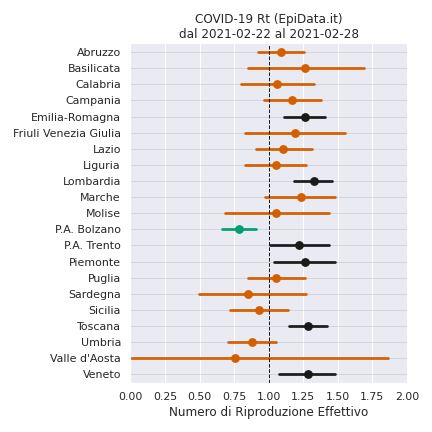 COVID-19 Rt (EpiData.it)
dal 2021-02-22 al 2021-02-28
Abruzzo
Basilicata
Calabria
Campania
Emilia-Romagna
Friuli Venezia Giulia
Lazio
Liguria
Lombardia
Marche
Molise
P.A. Bolzano
P.A. Trento
Piemonte
Puglia
Sardegna
Sicilia
Toscana
Umbria
Valle d'Aosta
Veneto
0.00 0.25 0.50 0.75 1.00 1.25 1.50 1.75 2.00
Numero di Riproduzione Effettivo